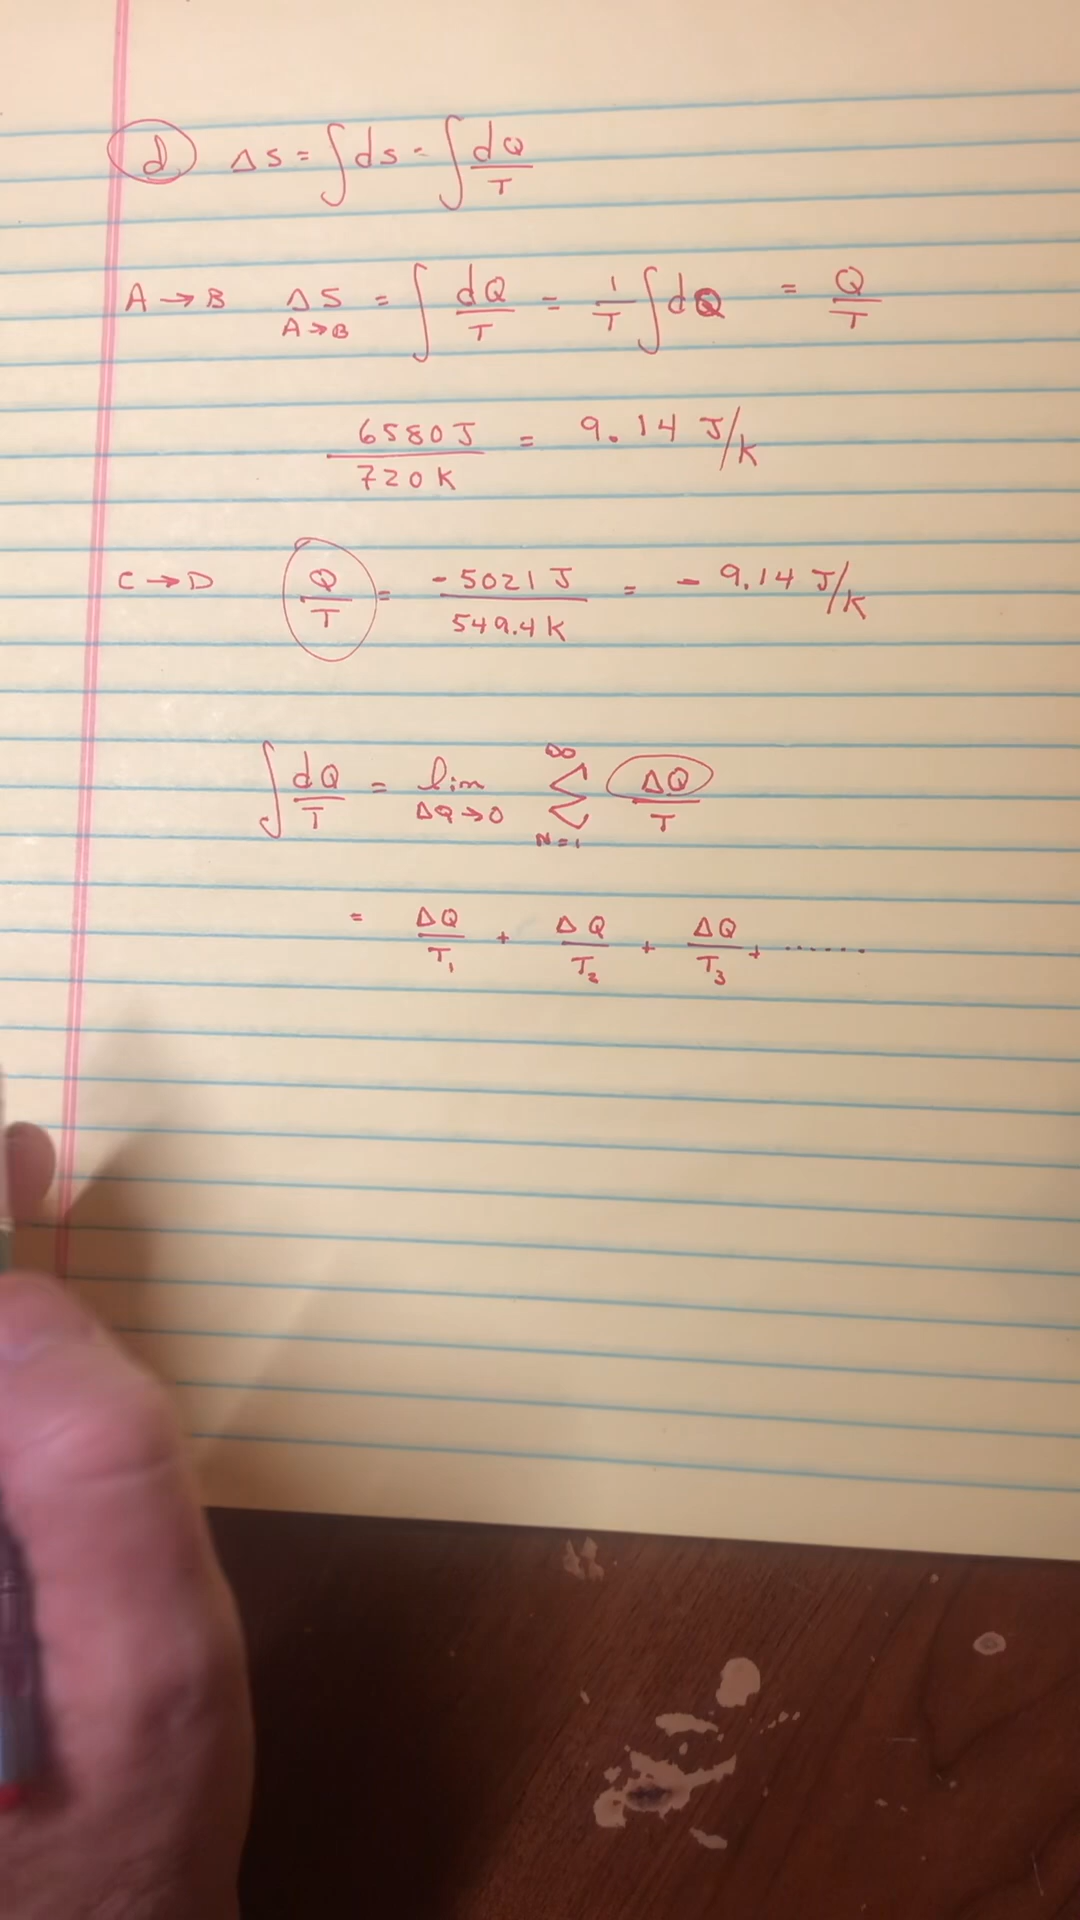 d ΔS = ∫ds = ∫ dQ/T
A → B ΔS A→B = ∫ dQ/T = 1/T ∫dQ = Q/T
6580 J / 720 K = 9.14 J/K
C → D Q/T = -5021 J / 549.4 K = - 9.14 J/K
∫ dQ/T = lim ΔQ→0 ∑ N=1 ∞ ΔQ/T
= ΔQ/T₁ + ΔQ/T₂ + ΔQ/T₃ + .......